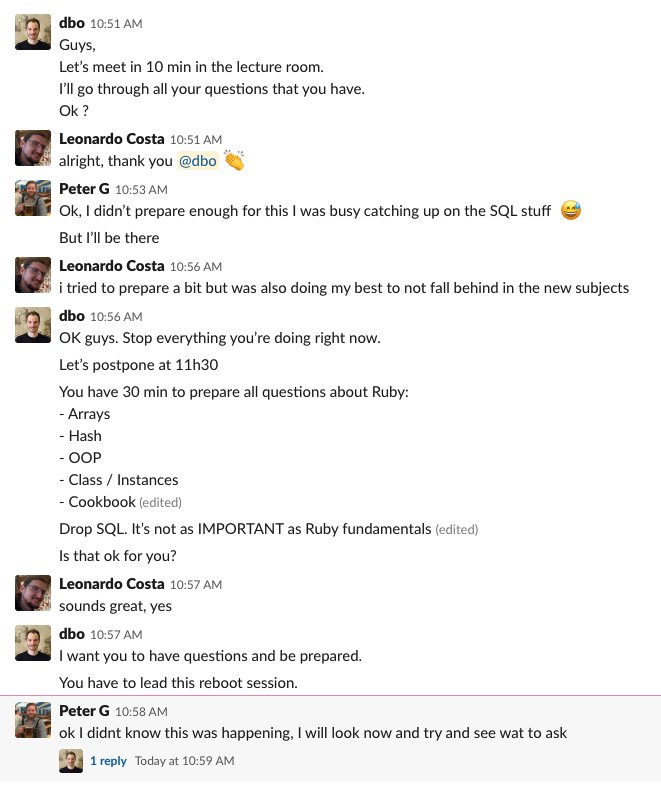 dbo 10:51 AM
Guys,
Let's meet in 10 min in the lecture room.
I'll go through all your questions that you have.
Ok ?
Leonardo Costa 10:51 AM
alright, thank you @dbo 👏
Peter G 10:53 AM
Ok, I didn't prepare enough for this I was busy catching up on the SQL stuff 😅
But I'll be there
Leonardo Costa 10:56 AM
i tried to prepare a bit but was also doing my best to not fall behind in the new subjects
dbo 10:56 AM
OK guys. Stop everything you're doing right now.
Let's postpone at 11h30
You have 30 min to prepare all questions about Ruby:
- Arrays
- Hash
- OOP
- Class / Instances
- Cookbook (edited)
Drop SQL. It's not as IMPORTANT as Ruby fundamentals (edited)
Is that ok for you?
Leonardo Costa 10:57 AM
sounds great, yes
dbo 10:57 AM
I want you to have questions and be prepared.
You have to lead this reboot session.
Peter G 10:58 AM
ok I didnt know this was happening, I will look now and try and see wat to ask
1 reply Today at 10:59 AM